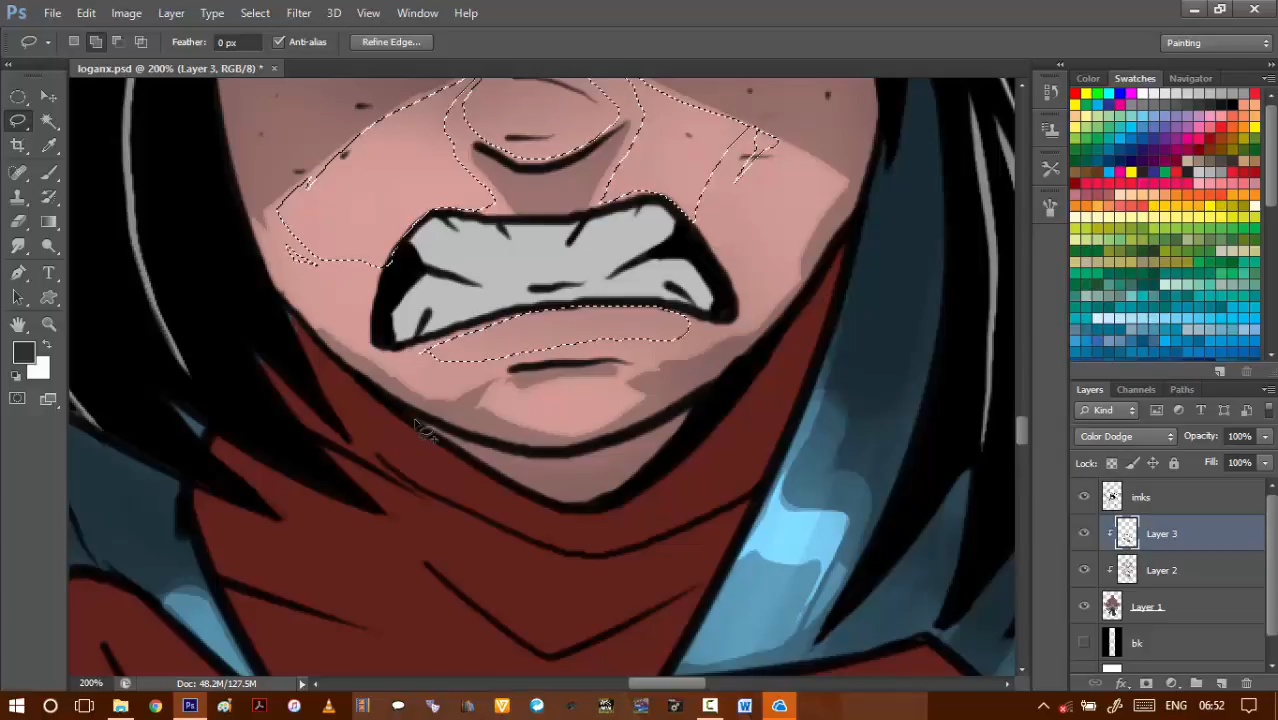 Ps File Edit Image Layer Type Select Filter 3D View Window Help
Feather: 0 px Anti-alias Refine Edge... Painting
loganx.psd @ 200% (Layer 3, RGB/8) * ×
Color Swatches Navigator
Layers Channels Paths
Kind
Color Dodge Opacity: 100%
Lock: Fill: 100%
imks
Layer 3
Layer 2
Layer 1
bk
200% Doc: 48.2M/127.5M
ENG 06:52